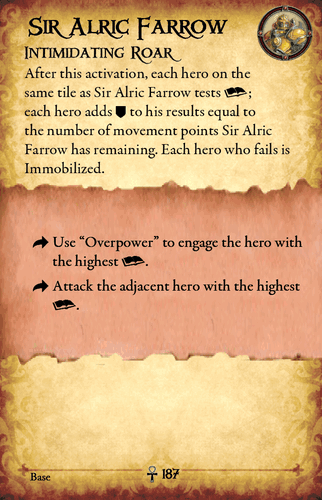 Sir Alric Farrow
Intimidating Roar
After this activation, each hero on the
same tile as Sir Alric Farrow tests ;
each hero adds to his results equal to
the number of movement points Sir Alric
Farrow has remaining. Each hero who fails is
Immobilized.
Use “Overpower” to engage the hero with
the highest .
Attack the adjacent hero with the highest
.
Base
187